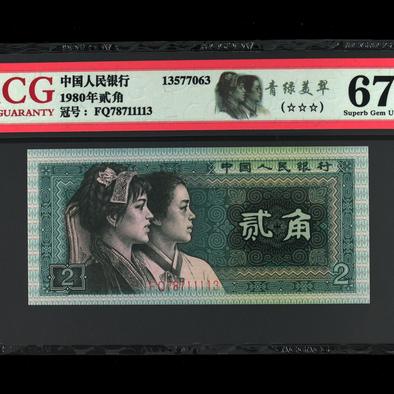 CG
GUARANTY
中国人民银行
1980年贰角
冠号: FQ78711113
13577063
青绿美翠
(☆☆☆)
67
Superb Gem U
中国人民银行
贰角
2
2
FQ78711113